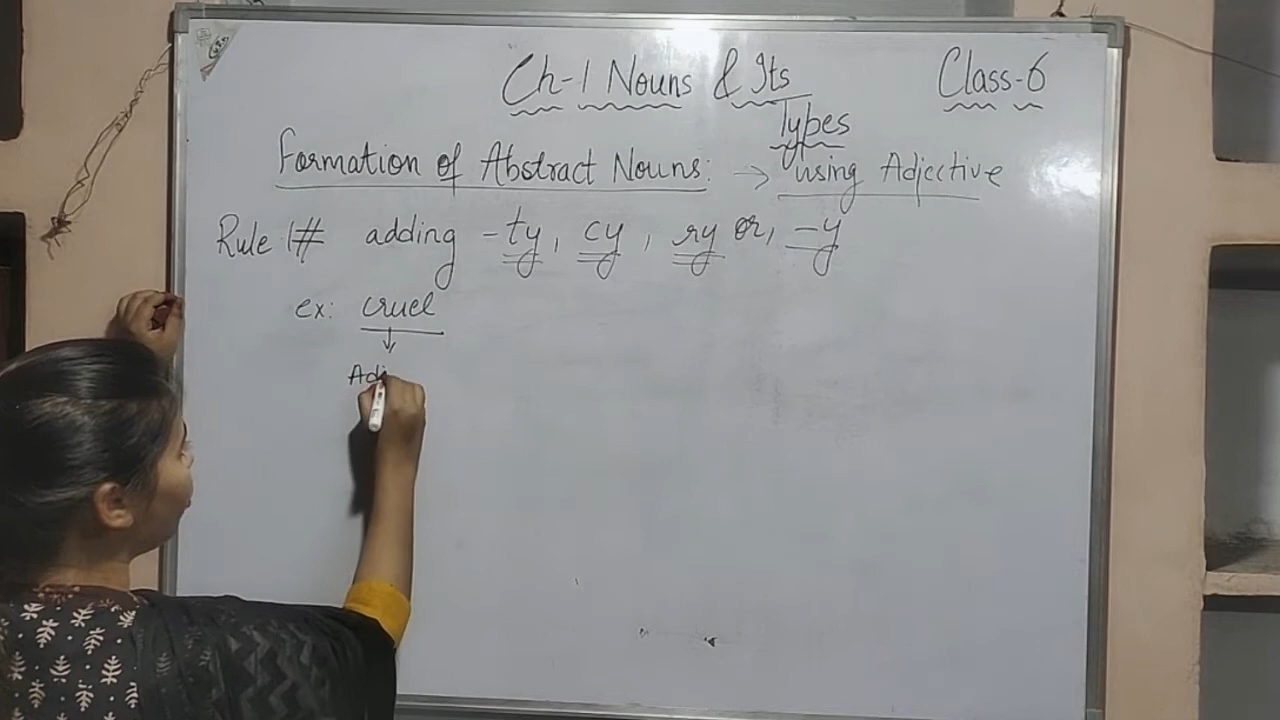 Ch-1 Nouns & Its Types
Class-6
Formation of Abstract Nouns: → using Adjective
Rule 1# adding -ty, cy, ry or, -y
ex: cruel
↓
Adj